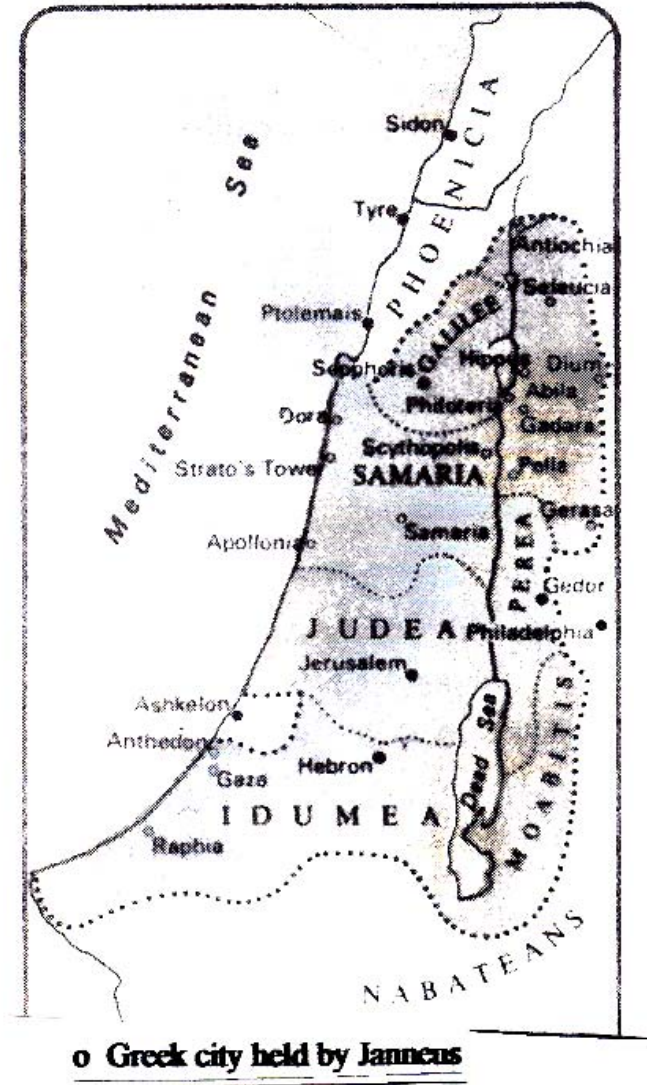 Sidon
Mediterranean Sea
PHOENICIA
Tyre
Antiochia
Seleucia
Ptolemais
GALILEE
Sepphoris
Hippos
Dium
Abila
Philoteria
Gadara
Dora
Scythopolis
Strato's Tower
SAMARIA
Pella
Samaria
Gerasa
Apollonia
PEREA
Gedor
JUDEA
Philadelphia
Jerusalem
Ashkelon
Anthedon
Gaza
Hebron
Dead Sea
MOABITIS
IDUMEA
Raphia
NABATEANS
o Greek city held by Janneus